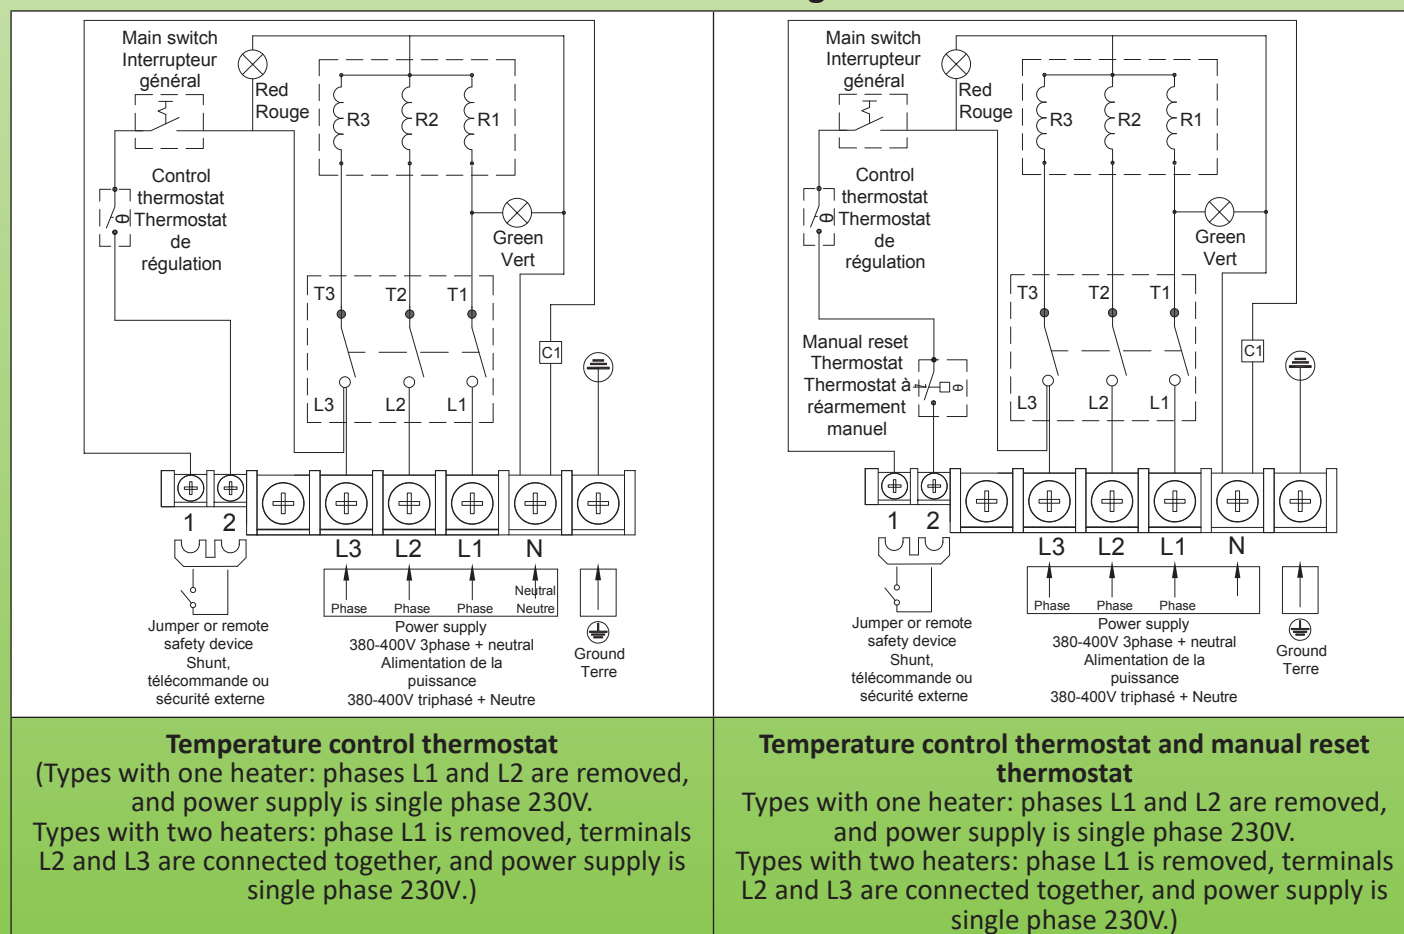 Main switch
Interrupteur
général
Red
Rouge
R3
R2
R1
Control
thermostat
Thermostat
de
régulation
θ
Green
Vert
T3
T2
T1
C1
L3
L2
L1
1
2
L3
L2
L1
N
Phase
Phase
Phase
Neutral
Neutre
Jumper or remote
safety device
Shunt,
télécommande ou
sécurité externe
Power supply
380-400V 3phase + neutral
Alimentation de la
puissance
380-400V triphasé + Neutre
Ground
Terre
Temperature control thermostat
(Types with one heater: phases L1 and L2 are removed,
and power supply is single phase 230V.
Types with two heaters: phase L1 is removed, terminals
L2 and L3 are connected together, and power supply is
single phase 230V.)
Main switch
Interrupteur
général
Red
Rouge
R3
R2
R1
Control
thermostat
Thermostat
de
régulation
θ
Green
Vert
T3
T2
T1
C1
Manual reset
Thermostat
Thermostat à
réarmement
manuel
θ
L3
L2
L1
1
2
L3
L2
L1
N
Phase
Phase
Phase
Jumper or remote
safety device
Shunt,
télécommande ou
sécurité externe
Power supply
380-400V 3phase + neutral
Alimentation de la
puissance
380-400V triphasé + Neutre
Ground
Terre
Temperature control thermostat and manual reset
thermostat
Types with one heater: phases L1 and L2 are removed,
and power supply is single phase 230V.
Types with two heaters: phase L1 is removed, terminals
L2 and L3 are connected together, and power supply is
single phase 230V.)